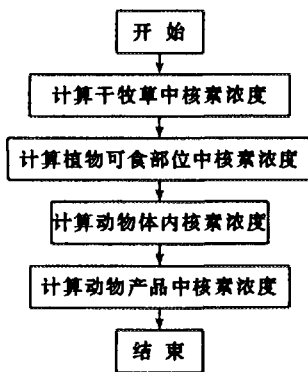 开 始
计算干牧草中核素浓度
计算植物可食部位中核素浓度
计算动物体内核素浓度
计算动物产品中核素浓度
结 束